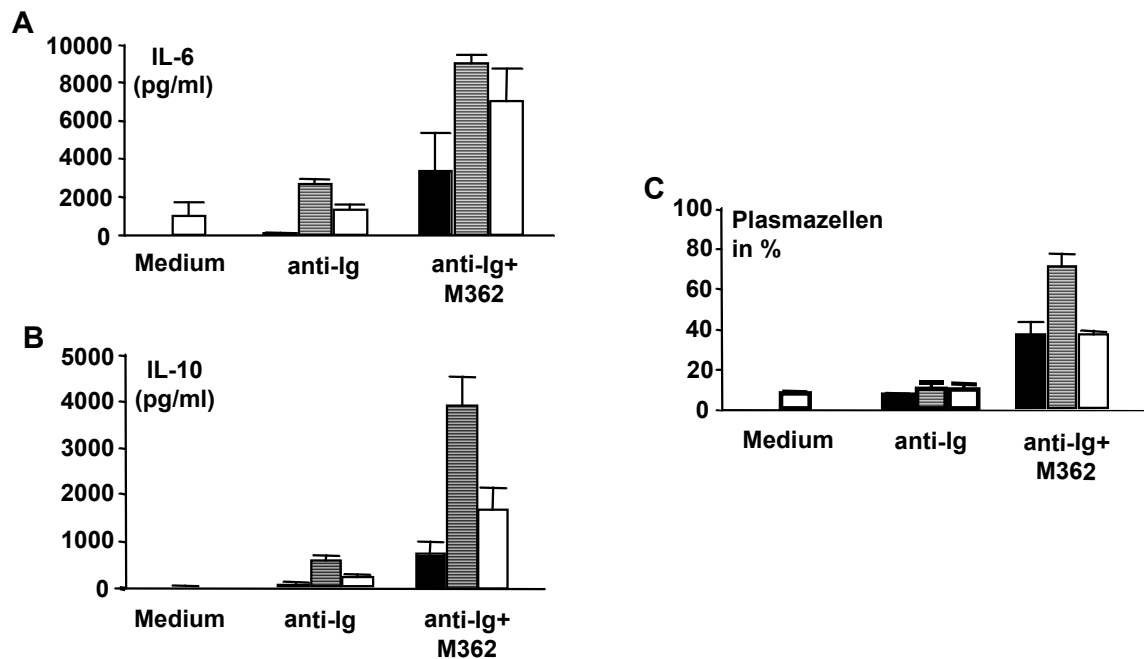 A
IL-6
(pg/ml)
10000
8000
6000
4000
2000
0
Medium anti-Ig anti-Ig+
M362
B
IL-10
(pg/ml)
5000
4000
3000
2000
1000
0
Medium anti-Ig anti-Ig+
M362
C
Plasmazellen
in %
100
80
60
40
20
0
Medium anti-Ig anti-Ig+
M362